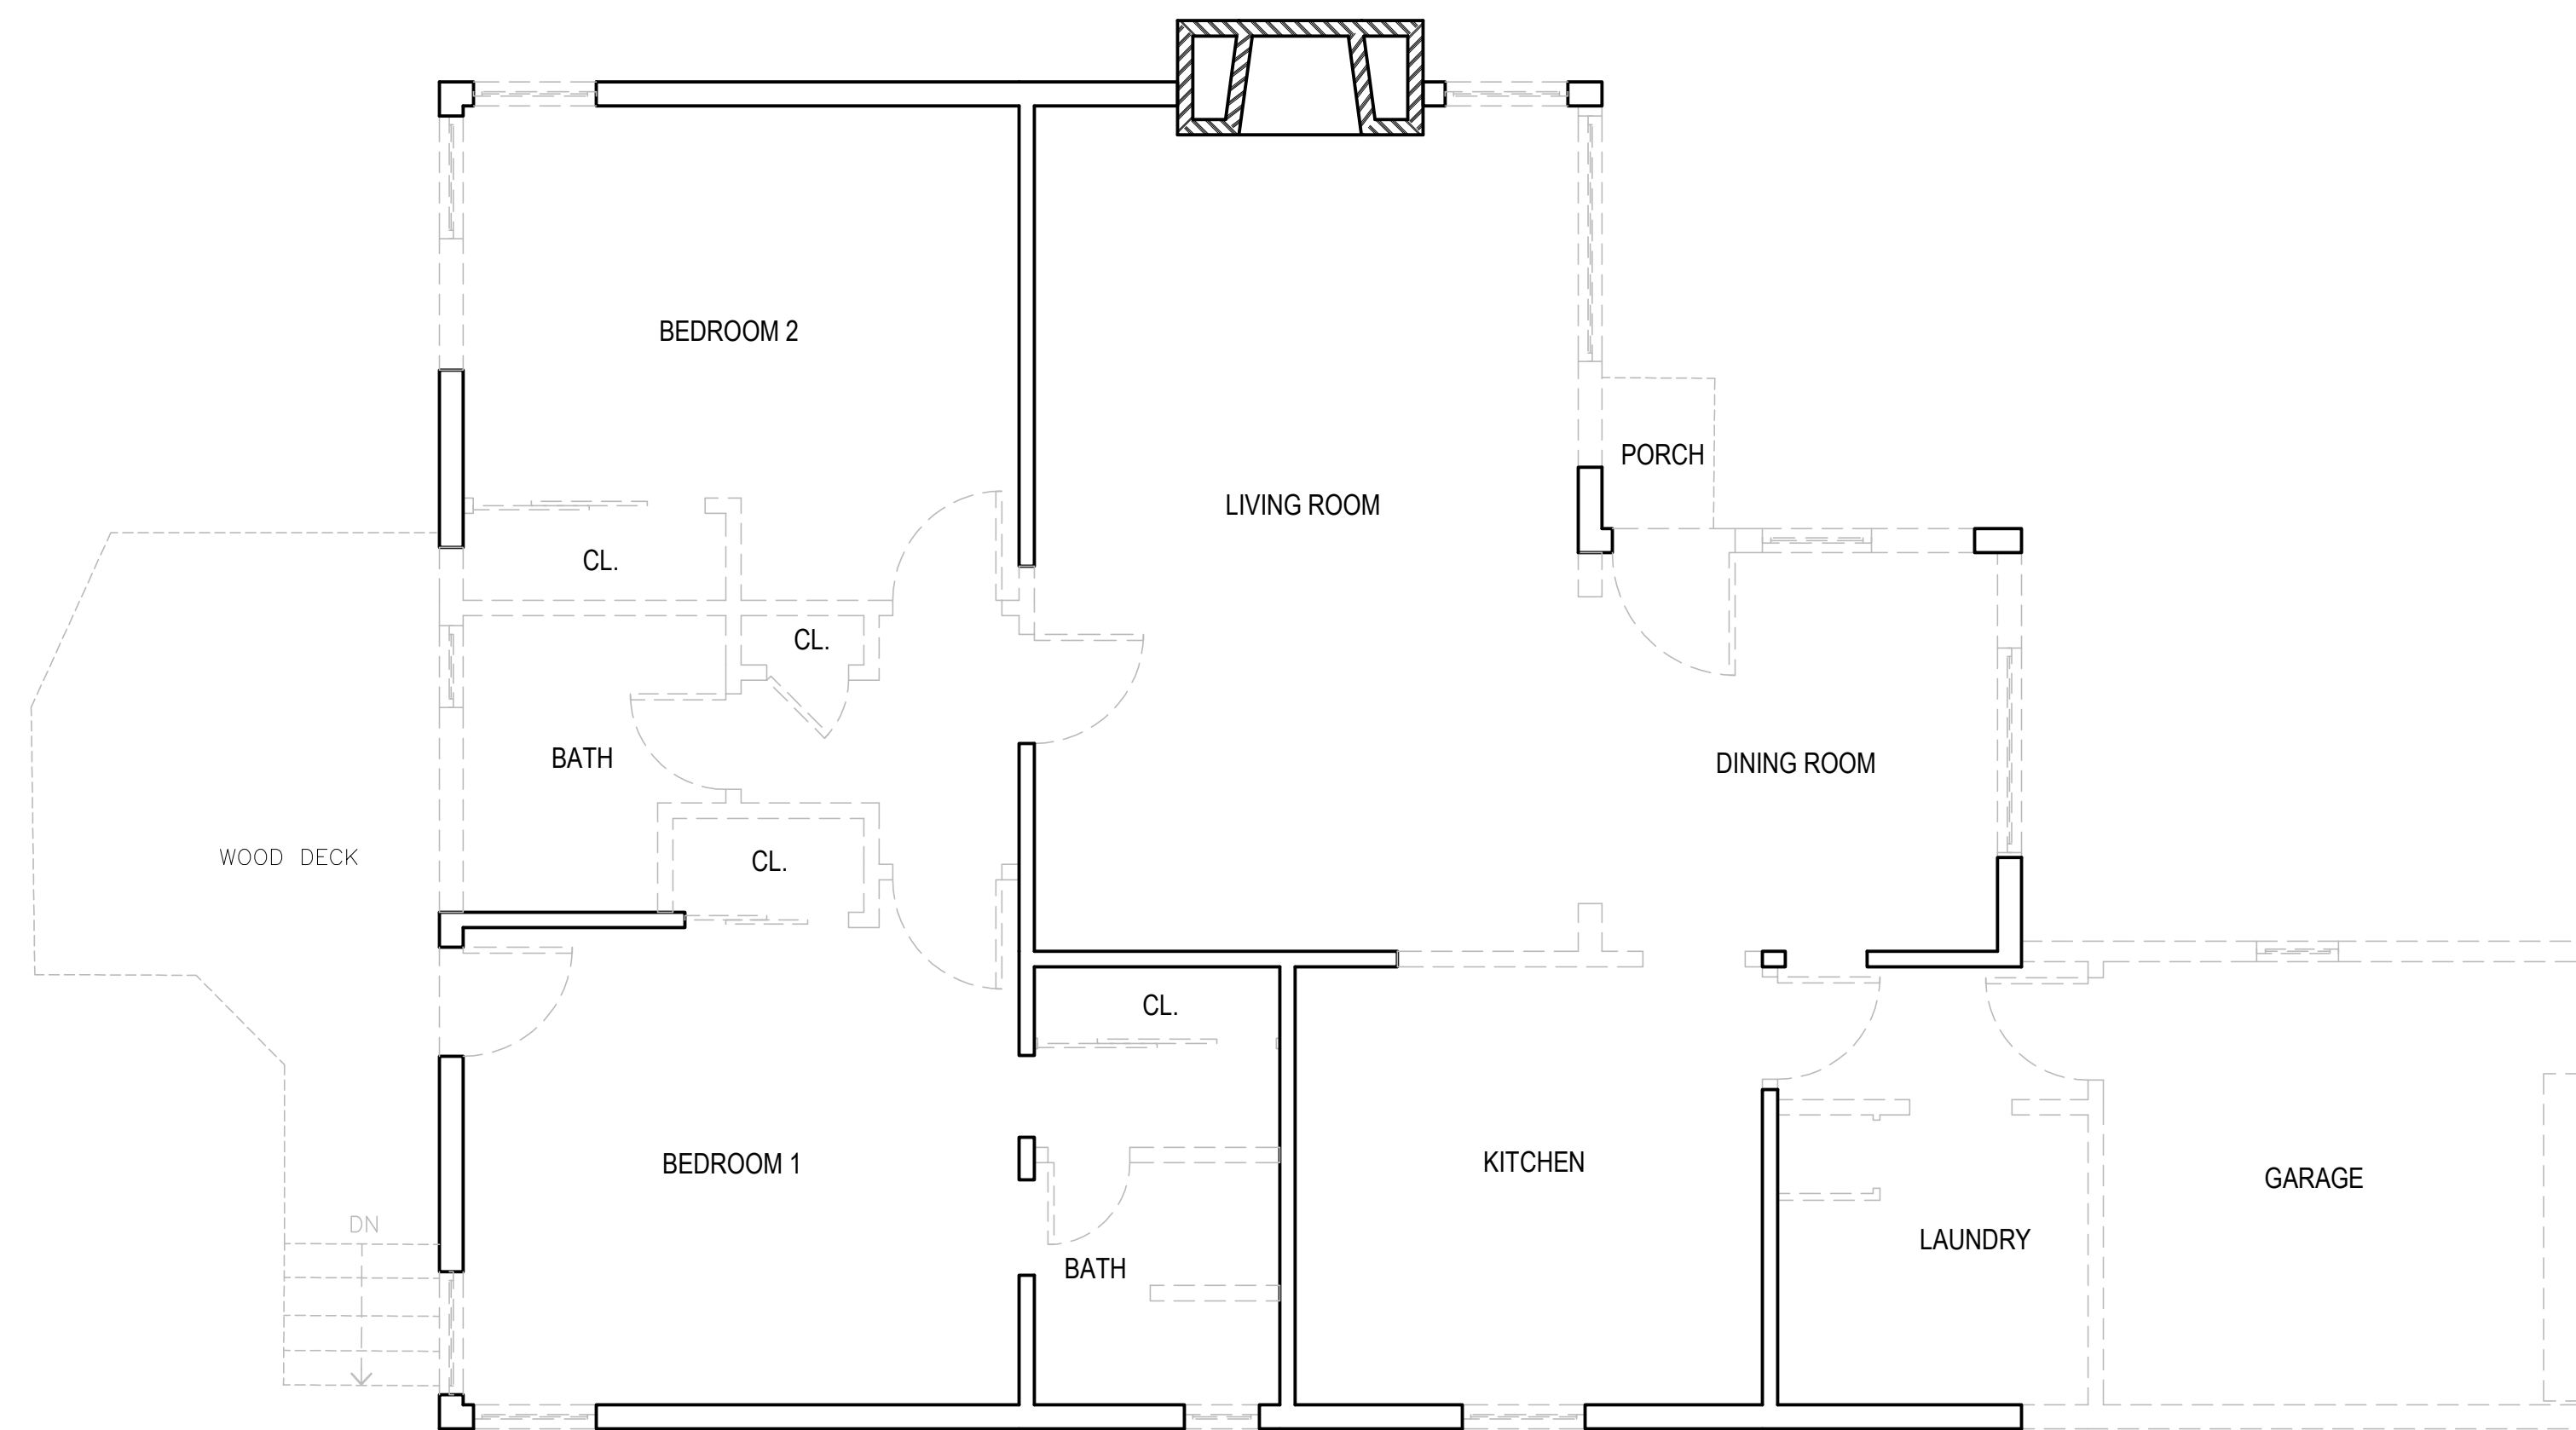 BEDROOM 2
PORCH
LIVING ROOM
CL.
CL.
BATH
DINING ROOM
WOOD DECK
CL.
CL.
BEDROOM 1
KITCHEN
GARAGE
DN
LAUNDRY
BATH